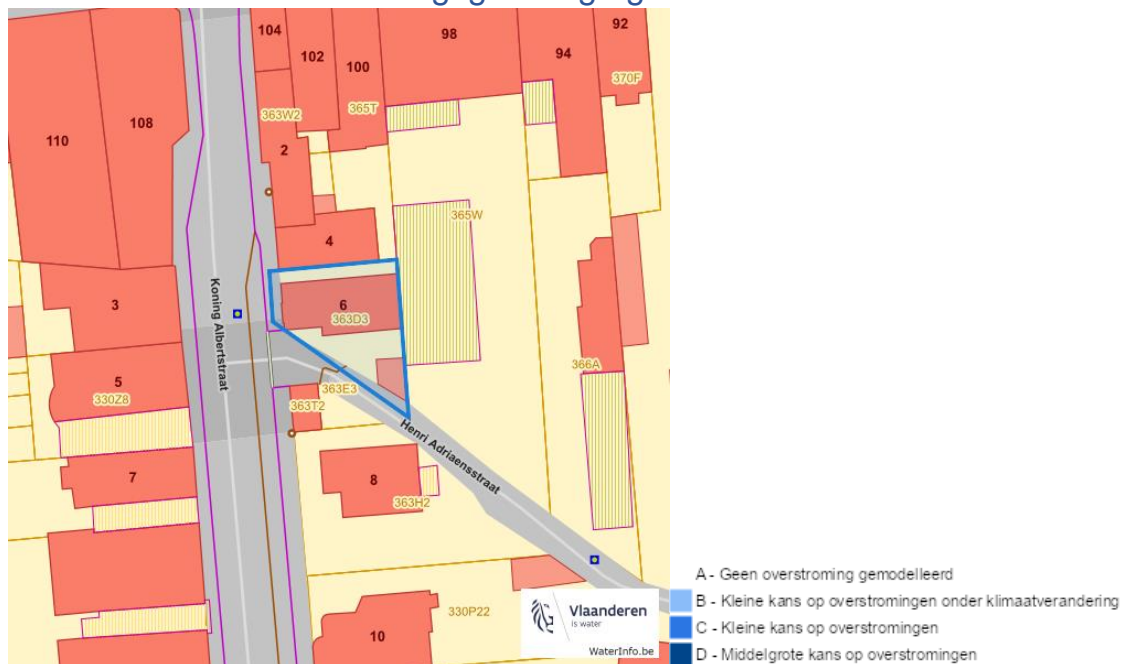 104
102
100
98
92
94
370F
363W2
365T
110
108
2
365W
4
3
Koning Albertstraat
6
363D3
5
330Z8
363E3
363T2
366A
Henri Adriaensstraat
7
8
363H2
330P22
10
Vlaanderen
is water
WaterInfo.be
A - Geen overstroming gemodelleerd
B - Kleine kans op overstromingen onder klimaatverandering
C - Kleine kans op overstromingen
D - Middelgrote kans op overstromingen